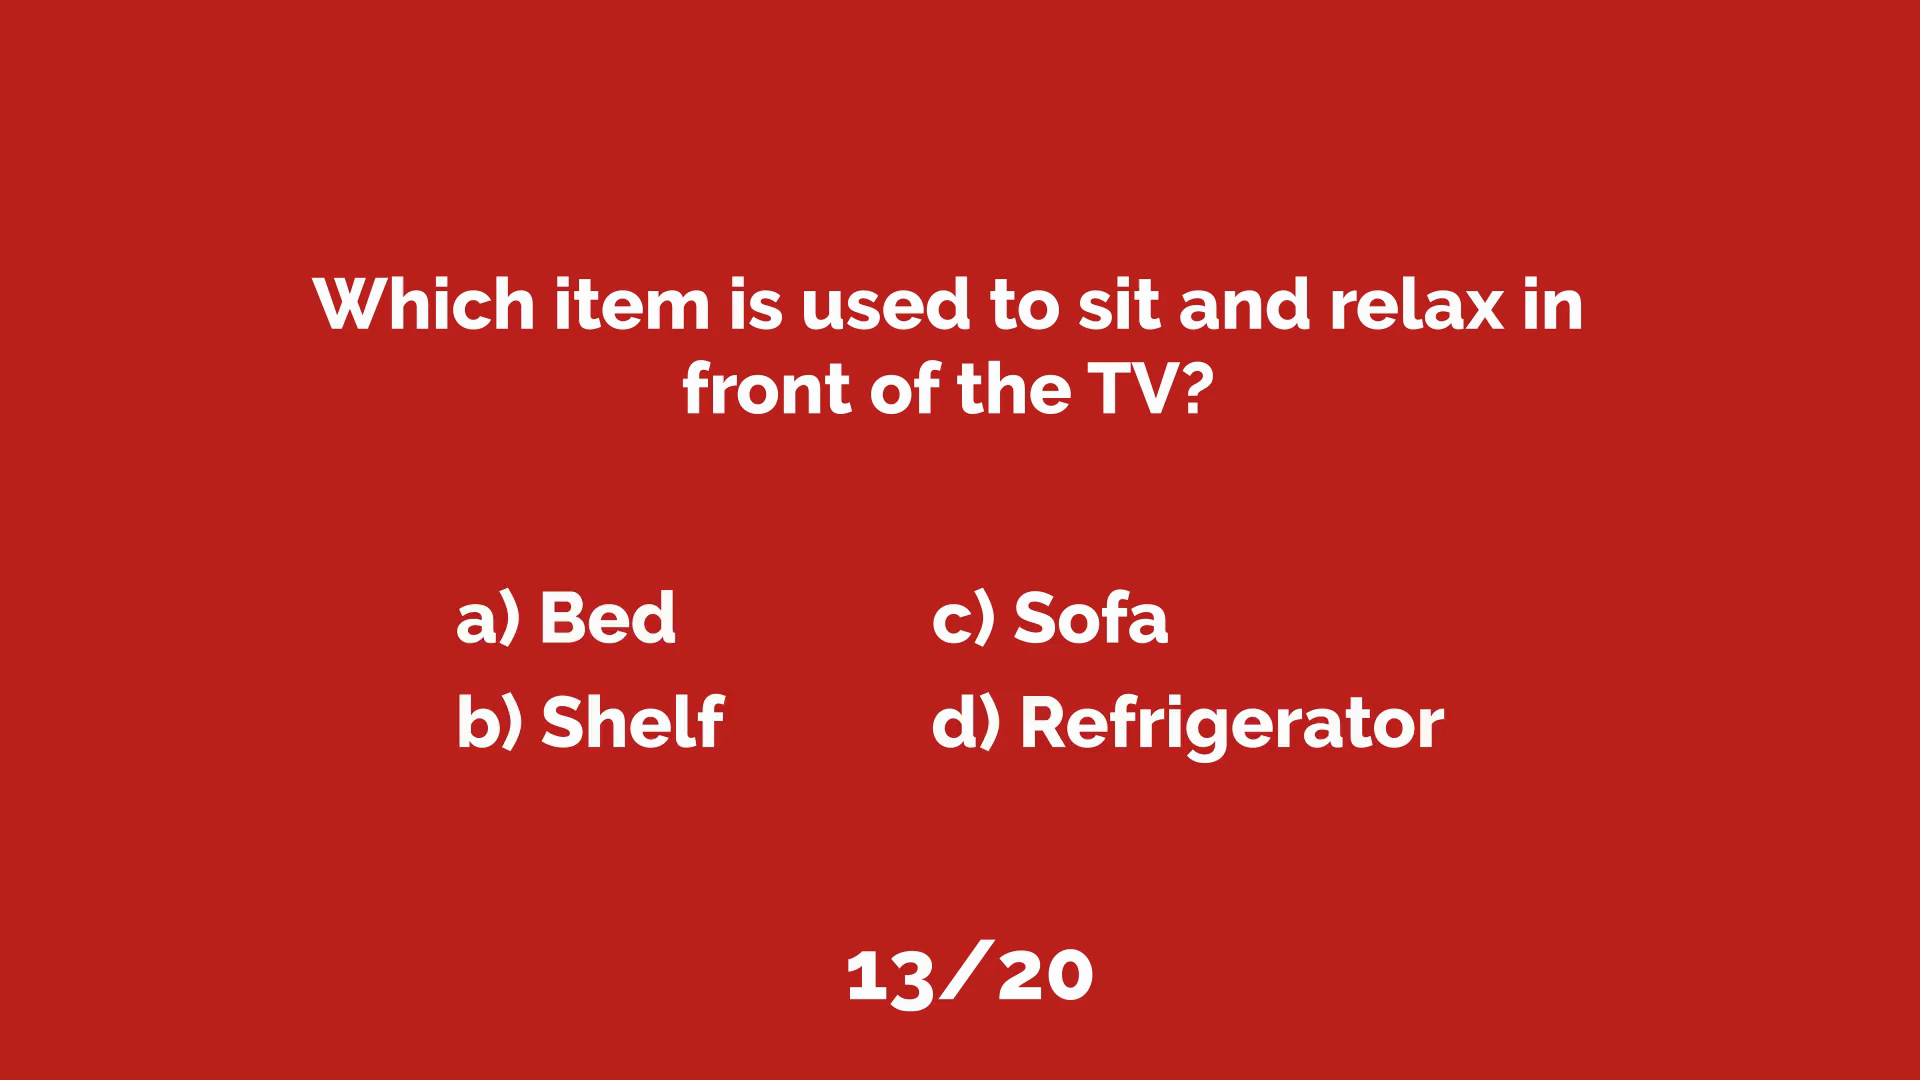 Which item is used to sit and relax in
front of the TV?
a) Bed
b) Shelf
c) Sofa
d) Refrigerator
13/20